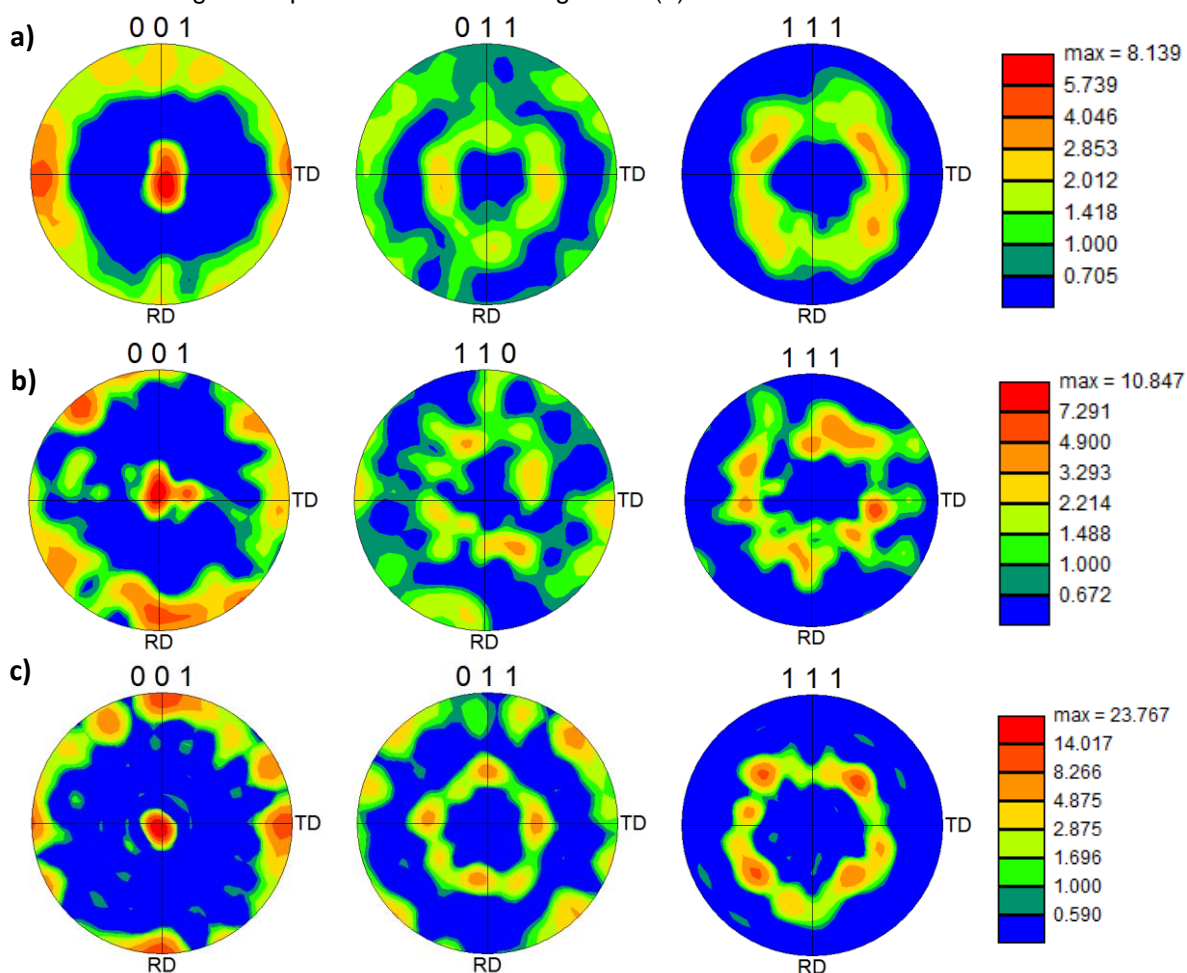 a)
0 0 1
0 1 1
1 1 1
TD
TD
TD
RD
RD
RD
max = 8.139
5.739
4.046
2.853
2.012
1.418
1.000
0.705
b)
0 0 1
1 1 0
1 1 1
TD
TD
TD
RD
RD
RD
max = 10.847
7.291
4.900
3.293
2.214
1.488
1.000
0.672
c)
0 0 1
0 1 1
1 1 1
TD
TD
TD
RD
RD
RD
max = 23.767
14.017
8.266
4.875
2.875
1.696
1.000
0.590